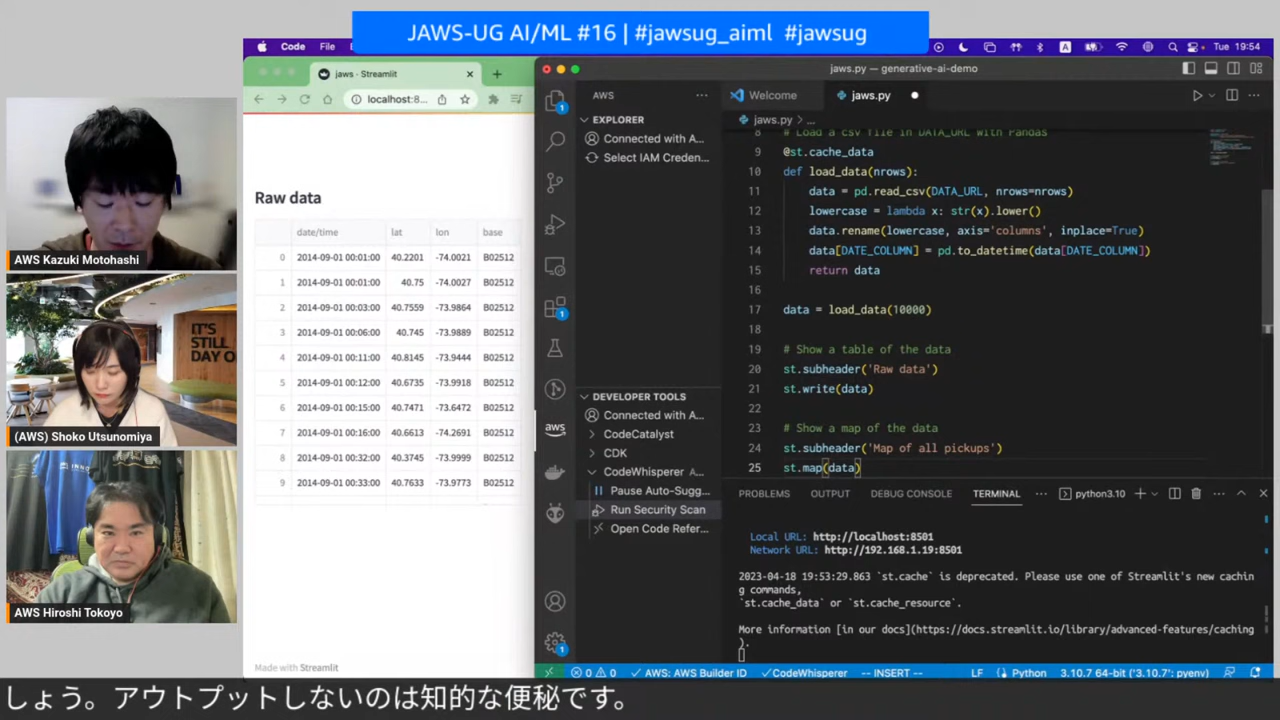 JAWS-UG AI/ML #16 | #jawsug_aiml #jawsug
Code File
A
Tue 19:54
jaws · Streamlit
localhost:8...
Raw data
date/time lat lon base
0 2014-09-01 00:01:00 40.2201 -74.0021 B02512
1 2014-09-01 00:01:00 40.75 -74.0027 B02512
2 2014-09-01 00:03:00 40.7559 -73.9864 B02512
3 2014-09-01 00:06:00 40.745 -73.9889 B02512
4 2014-09-01 00:11:00 40.8145 -73.9444 B02512
5 2014-09-01 00:12:00 40.6735 -73.9918 B02512
6 2014-09-01 00:15:00 40.7471 -73.6472 B02512
7 2014-09-01 00:16:00 40.6613 -74.2691 B02512
8 2014-09-01 00:32:00 40.3745 -73.9999 B02512
9 2014-09-01 00:33:00 40.7633 -73.9773 B02512
Made with Streamlit
jaws.py — generative-ai-demo
AWS
EXPLORER
Connected with A...
Select IAM Creden...
DEVELOPER TOOLS
Connected with A...
CodeCatalyst
CDK
CodeWhisperer A...
Pause Auto-Sugg...
Run Security Scan
Open Code Refer...
aws
Welcome
jaws.py
jaws.py > ...
8 # Load a csv file in DATA_URL with Pandas
9 @st.cache_data
10 def load_data(nrows):
11 data = pd.read_csv(DATA_URL, nrows=nrows)
12 lowercase = lambda x: str(x).lower()
13 data.rename(lowercase, axis='columns', inplace=True)
14 data[DATE_COLUMN] = pd.to_datetime(data[DATE_COLUMN])
15 return data
16
17 data = load_data(10000)
18
19 # Show a table of the data
20 st.subheader('Raw data')
21 st.write(data)
22
23 # Show a map of the data
24 st.subheader('Map of all pickups')
25 st.map(data)
PROBLEMS OUTPUT DEBUG CONSOLE TERMINAL ... python3.10
Local URL: http://localhost:8501
Network URL: http://192.168.1.19:8501
2023-04-18 19:53:29.863 `st.cache` is deprecated. Please use one of Streamlit's new cachin
g commands,
`st.cache_data` or `st.cache_resource`.
More information [in our docs](https://docs.streamlit.io/library/advanced-features/caching
).
0 0 AWS: AWS Builder ID CodeWhisperer -- INSERT -- LF Python 3.10.7 64-bit ('3.10.7': pyenv)
AWS Kazuki Motohashi
IT'S
STILL
DAY O
(AWS) Shoko Utsunomiya
AWS Hiroshi Tokoyo
しょう。アウトプットしないのは知的な便秘です。